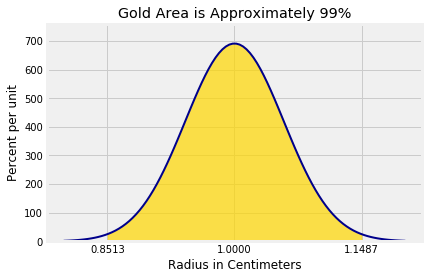 Gold Area is Approximately 99%
Percent per unit
700
600
500
400
300
200
100
0
0.8513 1.0000 1.1487
Radius in Centimeters